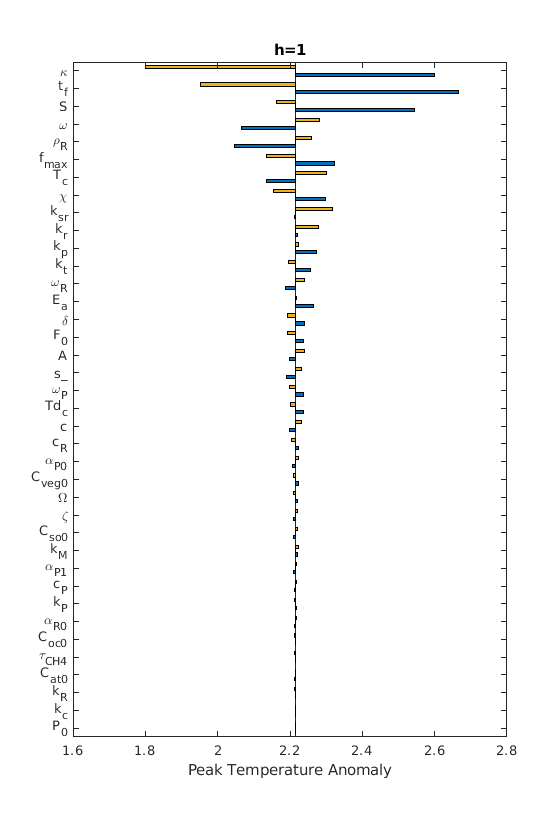 h=1
κ
t_f
S
ω
ρ_R
f_max
T_c
χ
k_sr
k_r
k_p
k_t
ω_R
E_a
δ
F_0
A
s_
ω_P
Td_c
c
c_R
α_P0
C_veg0
Ω
ζ
C_so0
k_M
α_P1
c_P
k_P
α_R0
C_oc0
τ_CH4
C_at0
k_R
k_c
P_0
1.6 1.8 2 2.2 2.4 2.6 2.8
Peak Temperature Anomaly